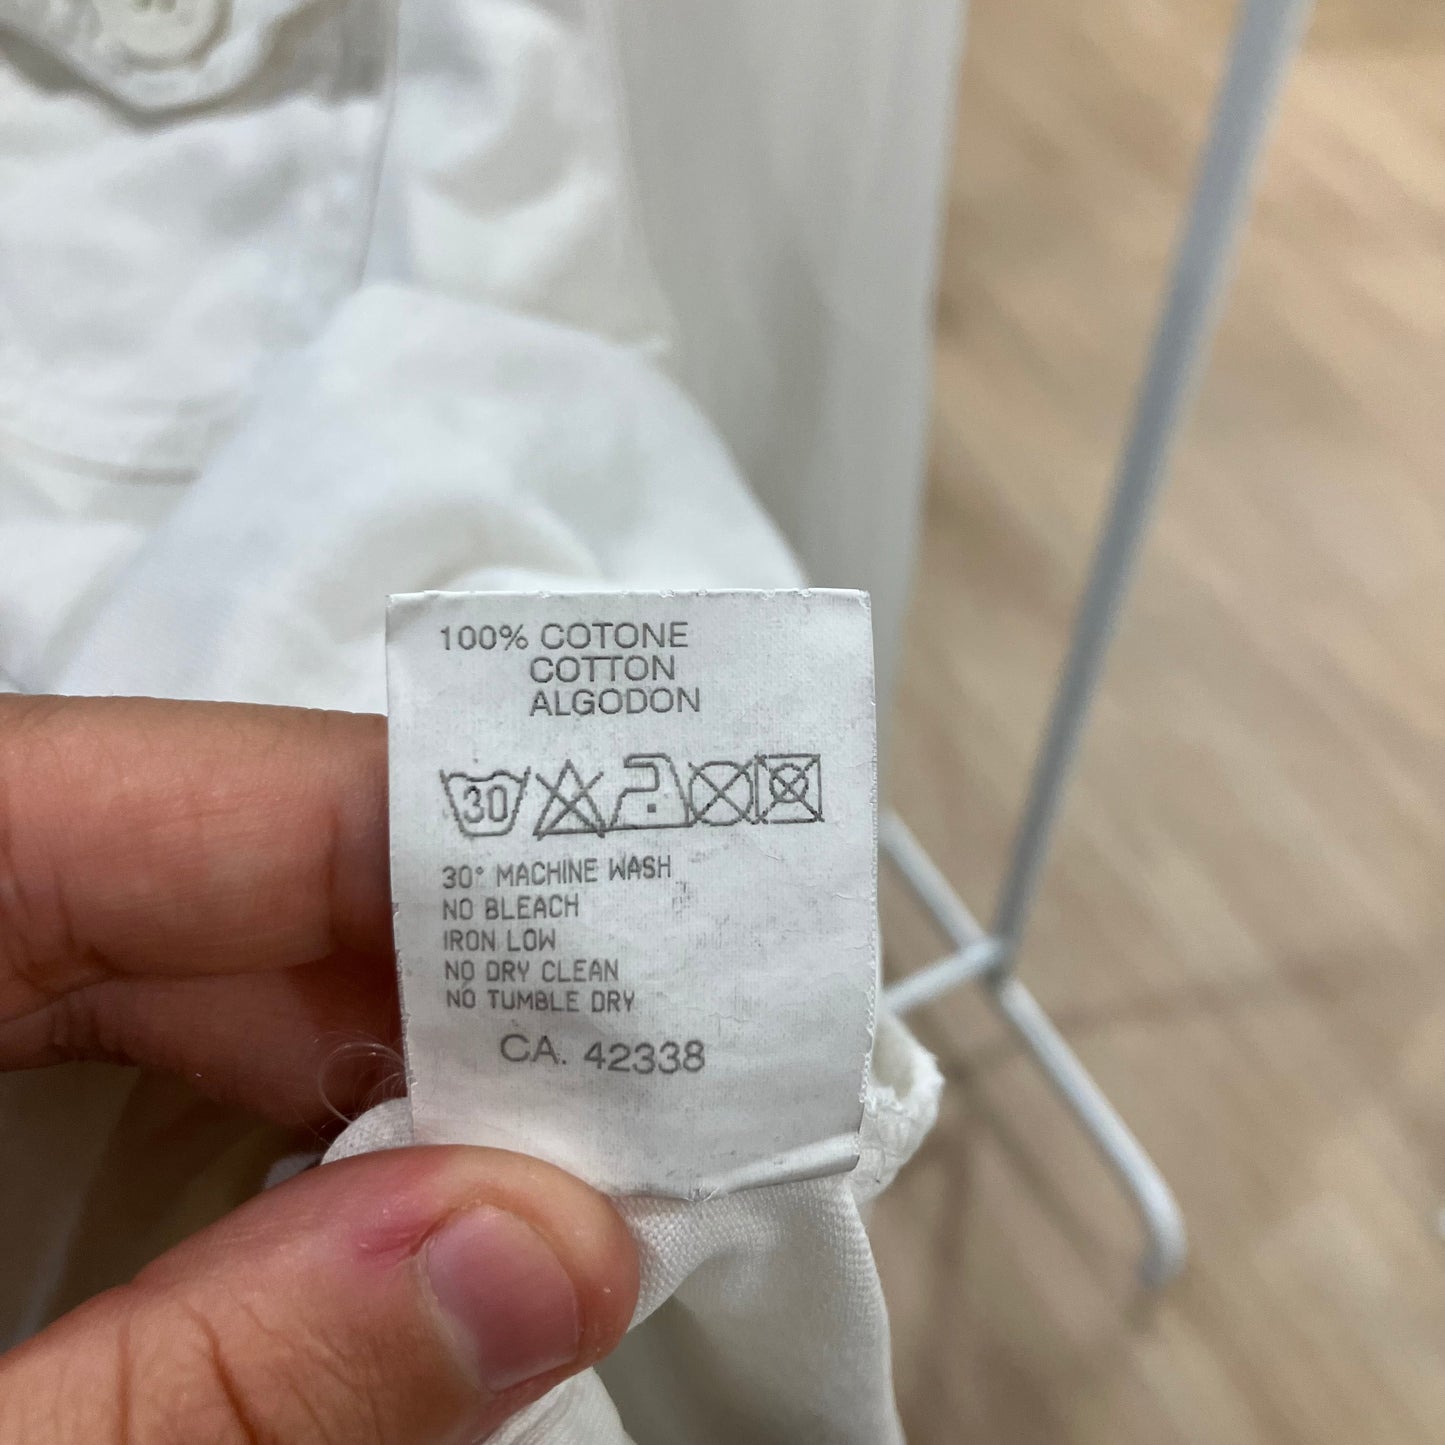 100% COTONE
COTTON
ALGODON
30
30° MACHINE WASH
NO BLEACH
IRON LOW
NO DRY CLEAN
NO TUMBLE DRY
CA. 42338